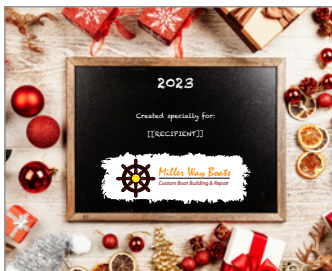 2023
Created specially for:
[[RECIPIENT]]
Miller Way Boats
Custom Boat Building & Repair